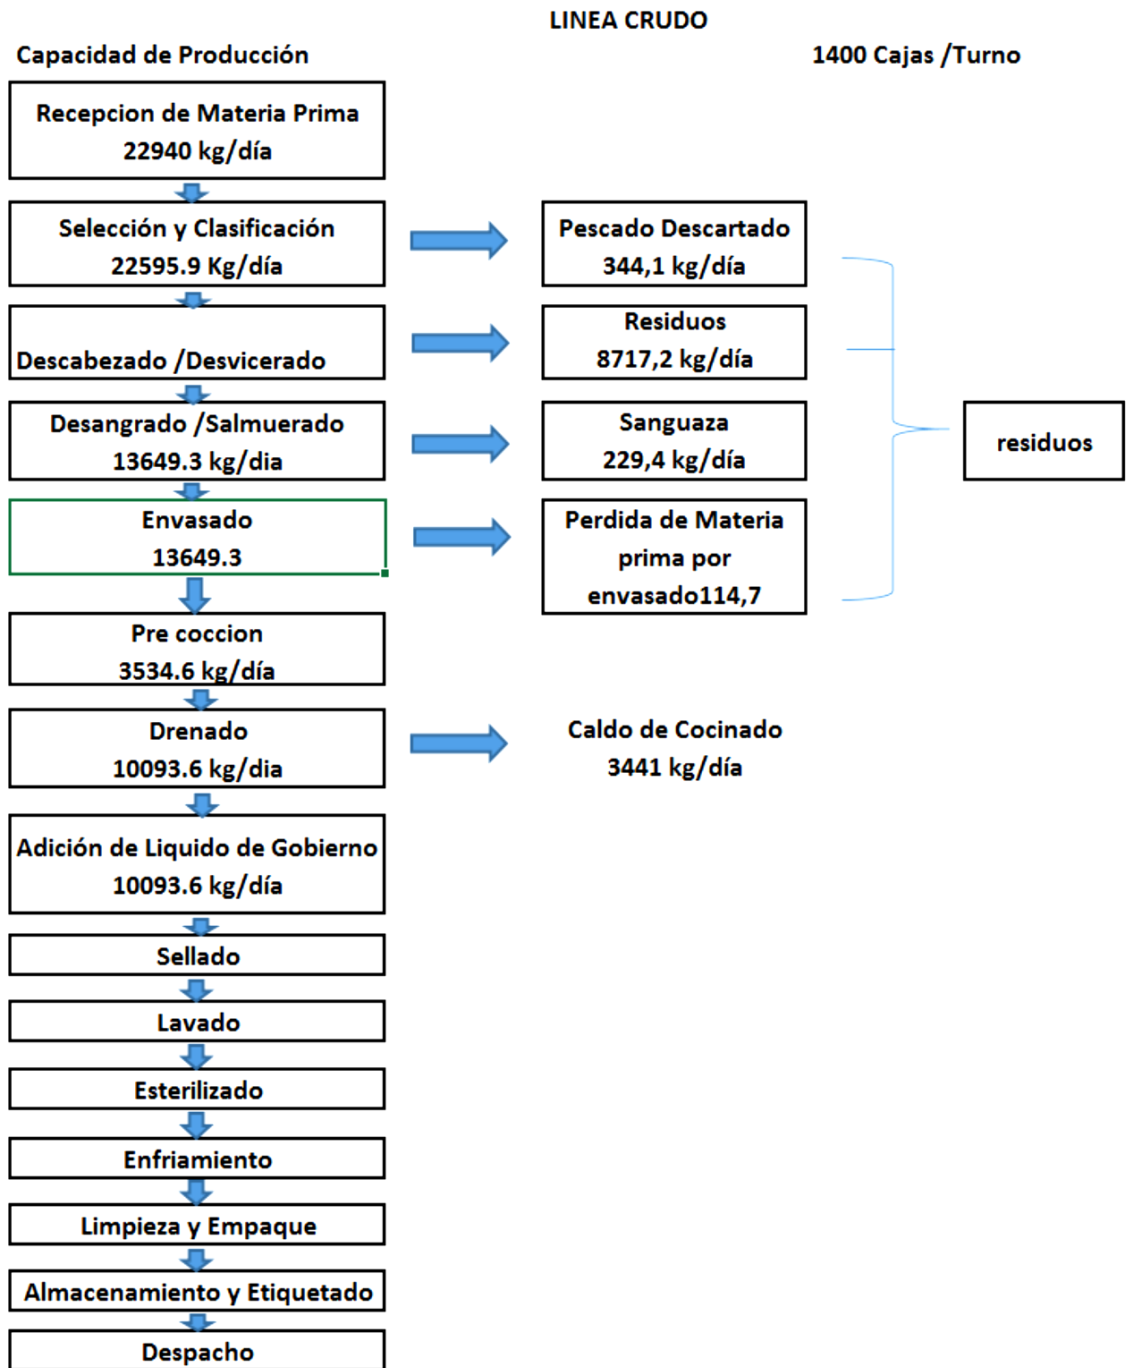 LINEA CRUDO
Capacidad de Producción
1400 Cajas /Turno
Recepcion de Materia Prima
22940 kg/día
Selección y Clasificación
22595.9 Kg/día
Pescado Descartado
344,1 kg/día
Descabezado /Desvicerado
Residuos
8717,2 kg/día
Desangrado /Salmuerado
13649.3 kg/dia
Sanguaza
229,4 kg/día
residuos
Envasado
13649.3
Perdida de Materia
prima por
envasado114,7
Pre coccion
3534.6 kg/día
Drenado
10093.6 kg/dia
Caldo de Cocinado
3441 kg/día
Adición de Liquido de Gobierno
10093.6 kg/día
Sellado
Lavado
Esterilizado
Enfriamiento
Limpieza y Empaque
Almacenamiento y Etiquetado
Despacho